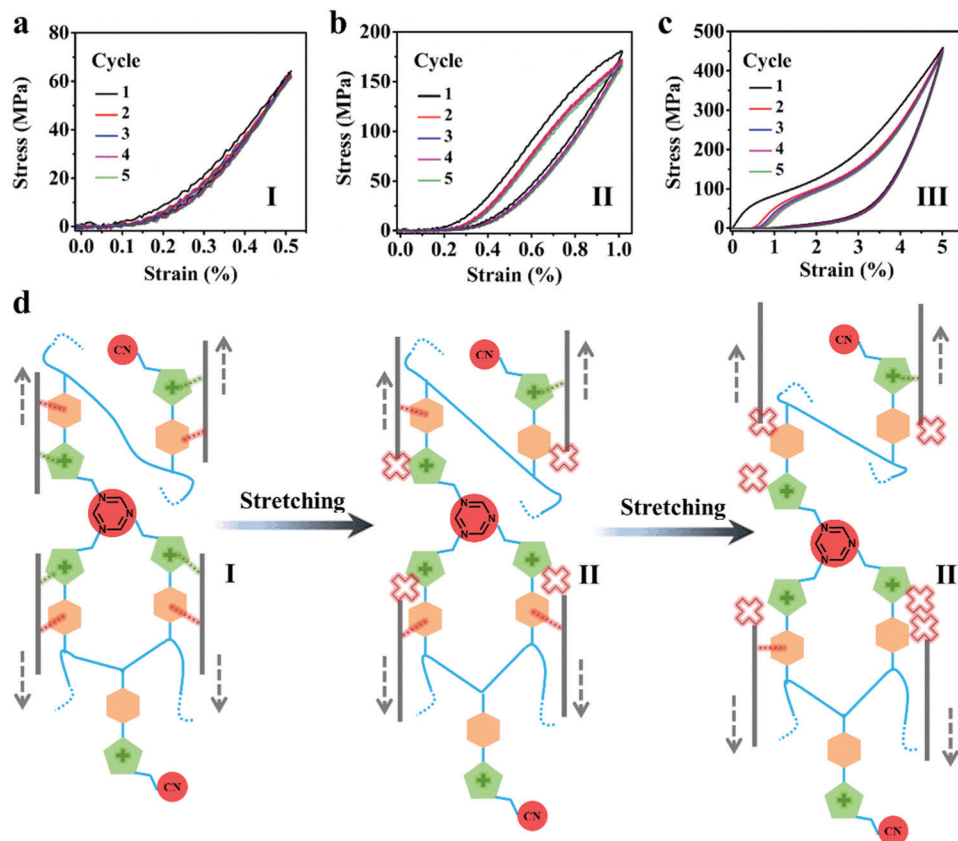 a
80
60
40
20
0
Stress (MPa)
Cycle
1
2
3
4
5
I
0.0 0.1 0.2 0.3 0.4 0.5
Strain (%)
b
200
150
100
50
0
Stress (MPa)
Cycle
1
2
3
4
5
II
0.0 0.2 0.4 0.6 0.8 1.0
Strain (%)
c
500
400
300
200
100
0
Stress (MPa)
Cycle
1
2
3
4
5
III
0 1 2 3 4 5
Strain (%)
d
CN
N
N
N
I
CN
Stretching
CN
N
N
N
II
CN
Stretching
CN
N
N
N
III
CN